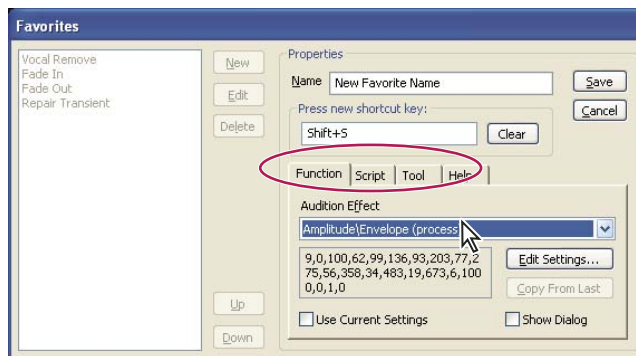 Favorites
Vocal Remove
Fade In
Fade Out
Repair Transient
New
Edit
Delete
Up
Down
Properties
Name
New Favorite Name
Save
Cancel
Press new shortcut key:
Shift+S
Clear
Function
Script
Tool
Help
Audition Effect
Amplitude\Envelope (process
9,0,100,62,99,136,93,203,77,2
75,56,358,34,483,19,673,6,100
0,0,1,0
Edit Settings...
Copy From Last
Use Current Settings
Show Dialog